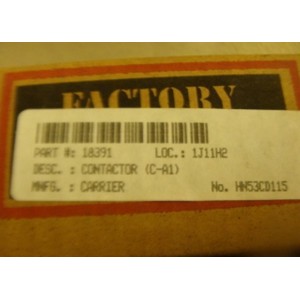 FACTORY
PART #: 18391 LOC.: 1J11H2
DESC. : CONTACTOR (C-A1)
MNFG. : CARRIER No. HN53CD115